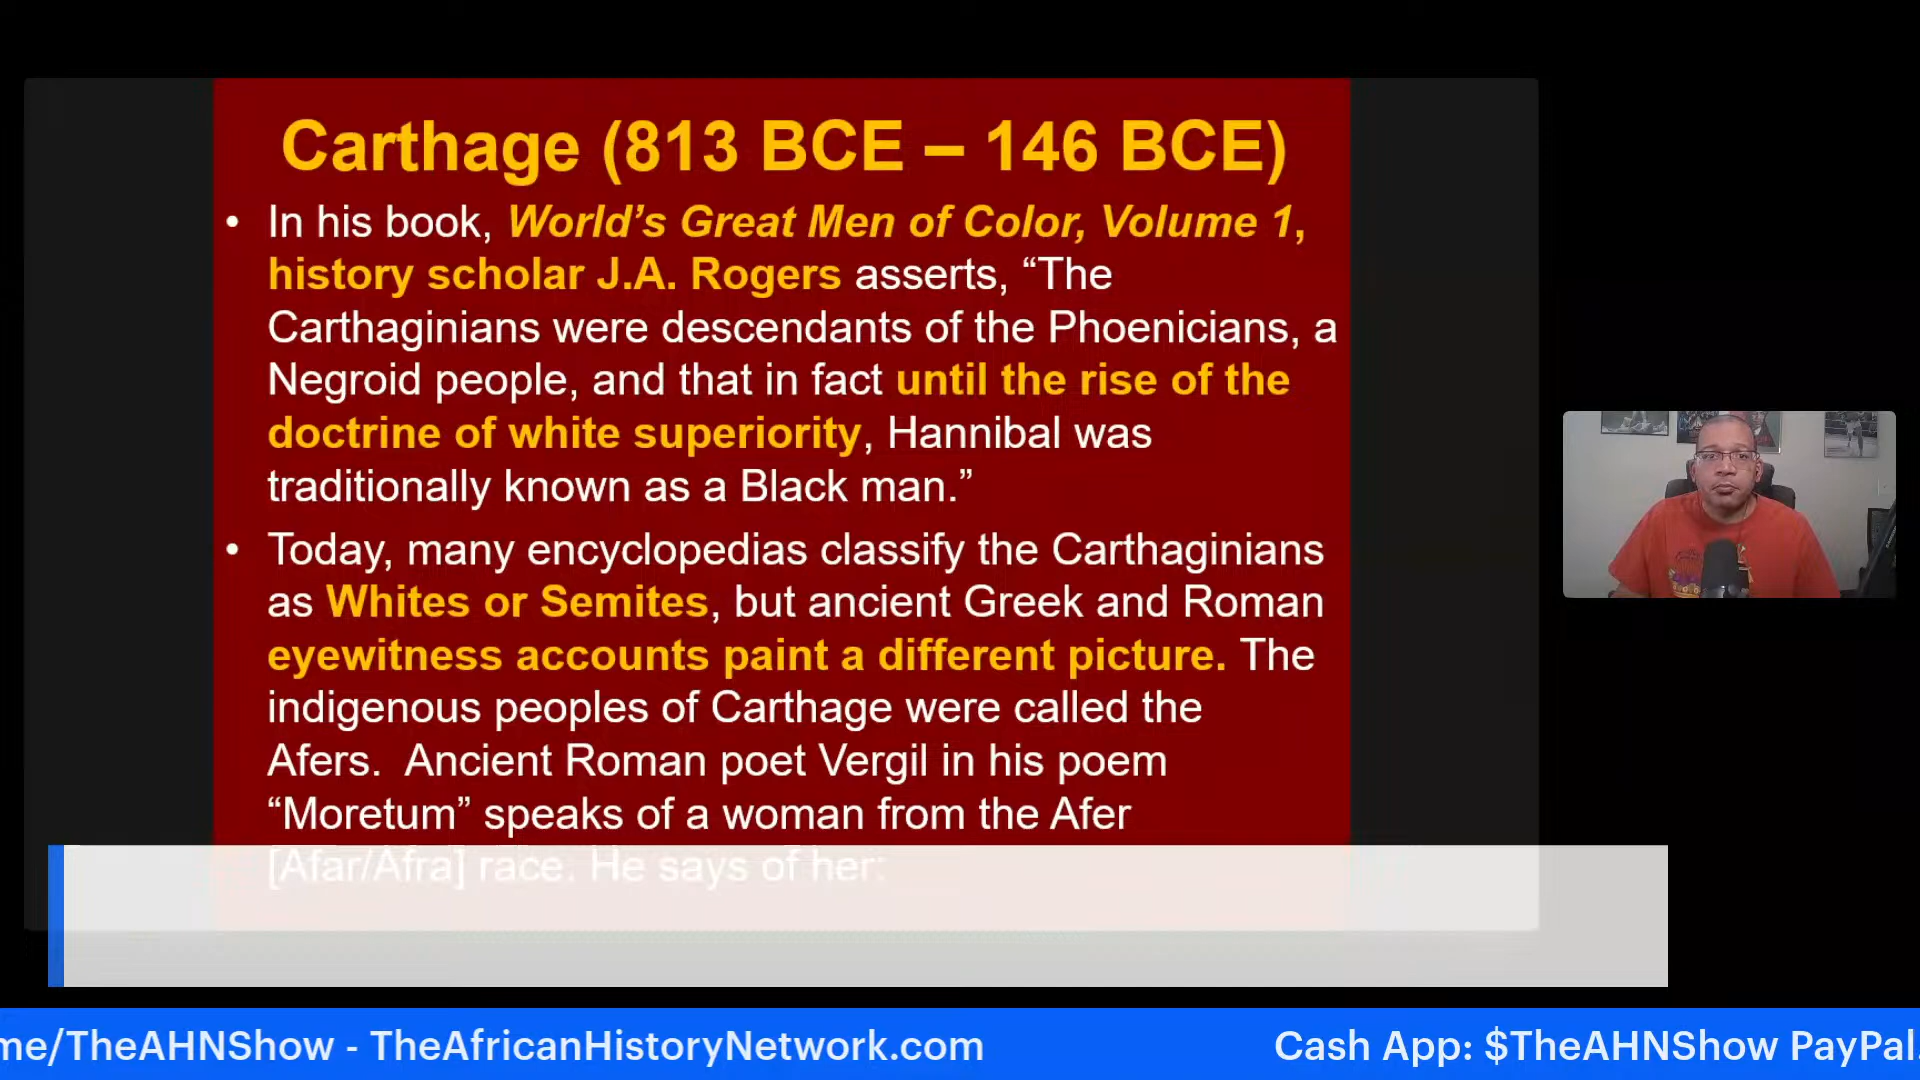 Carthage (813 BCE – 146 BCE)
• In his book, World’s Great Men of Color, Volume 1,
history scholar J.A. Rogers asserts, “The
Carthaginians were descendants of the Phoenicians, a
Negroid people, and that in fact until the rise of the
doctrine of white superiority, Hannibal was
traditionally known as a Black man.”
• Today, many encyclopedias classify the Carthaginians
as Whites or Semites, but ancient Greek and Roman
eyewitness accounts paint a different picture. The
indigenous peoples of Carthage were called the
Afers.  Ancient Roman poet Vergil in his poem
“Moretum” speaks of a woman from the Afer
[Afar/Afra] race. He says of her:
me/TheAHNShow - TheAfricanHistoryNetwork.com Cash App: $TheAHNShow PayPal.